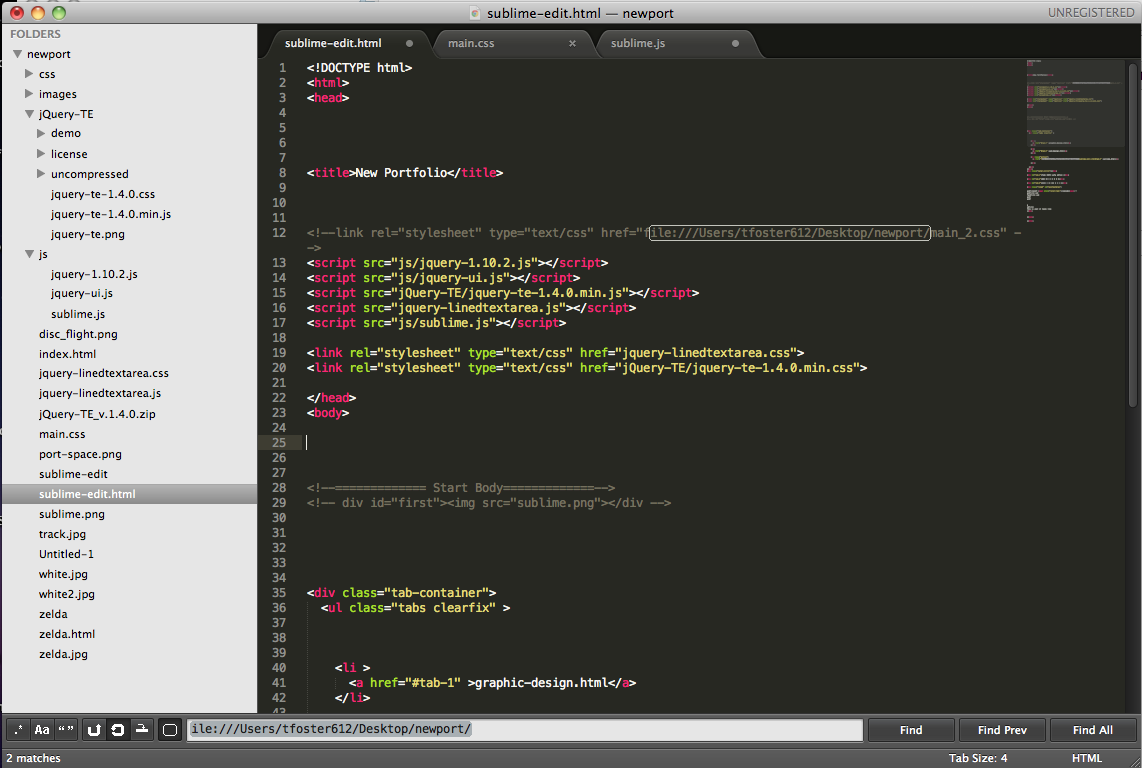 sublime-edit.html — newport
UNREGISTERED
FOLDERS
newport
css
images
jQuery-TE
demo
license
uncompressed
jquery-te-1.4.0.css
jquery-te-1.4.0.min.js
jquery-te.png
js
jquery-1.10.2.js
jquery-ui.js
sublime.js
disc_flight.png
index.html
jquery-linedtextarea.css
jquery-linedtextarea.js
jQuery-TE_v.1.4.0.zip
main.css
port-space.png
sublime-edit
sublime-edit.html
sublime.png
track.jpg
Untitled-1
white.jpg
white2.jpg
zelda
zelda.html
zelda.jpg
sublime-edit.html
main.css ×
sublime.js
1 <!DOCTYPE html>
2 <html>
3 <head>
4
5
6
7
8 <title>New Portfolio</title>
9
10
11
12 <!--link rel="stylesheet" type="text/css" href="file:///Users/tfoster612/Desktop/newport/main_2.css" -
->
13 <script src="js/jquery-1.10.2.js"></script>
14 <script src="js/jquery-ui.js"></script>
15 <script src="jQuery-TE/jquery-te-1.4.0.min.js"></script>
16 <script src="jquery-linedtextarea.js"></script>
17 <script src="js/sublime.js"></script>
18
19 <link rel="stylesheet" type="text/css" href="jquery-linedtextarea.css">
20 <link rel="stylesheet" type="text/css" href="jQuery-TE/jquery-te-1.4.0.min.css">
21
22 </head>
23 <body>
24
25
26
27
28 <!--============= Start Body=============-->
29 <!-- div id="first"><img src="sublime.png"></div -->
30
31
32
33
34
35 <div class="tab-container">
36 <ul class="tabs clearfix" >
37
38
39
40 <li >
41 <a href="#tab-1" >graphic-design.html</a>
42 </li>
43
.* Aa “”
ile:///Users/tfoster612/Desktop/newport/
Find
Find Prev
Find All
2 matches
Tab Size: 4
HTML